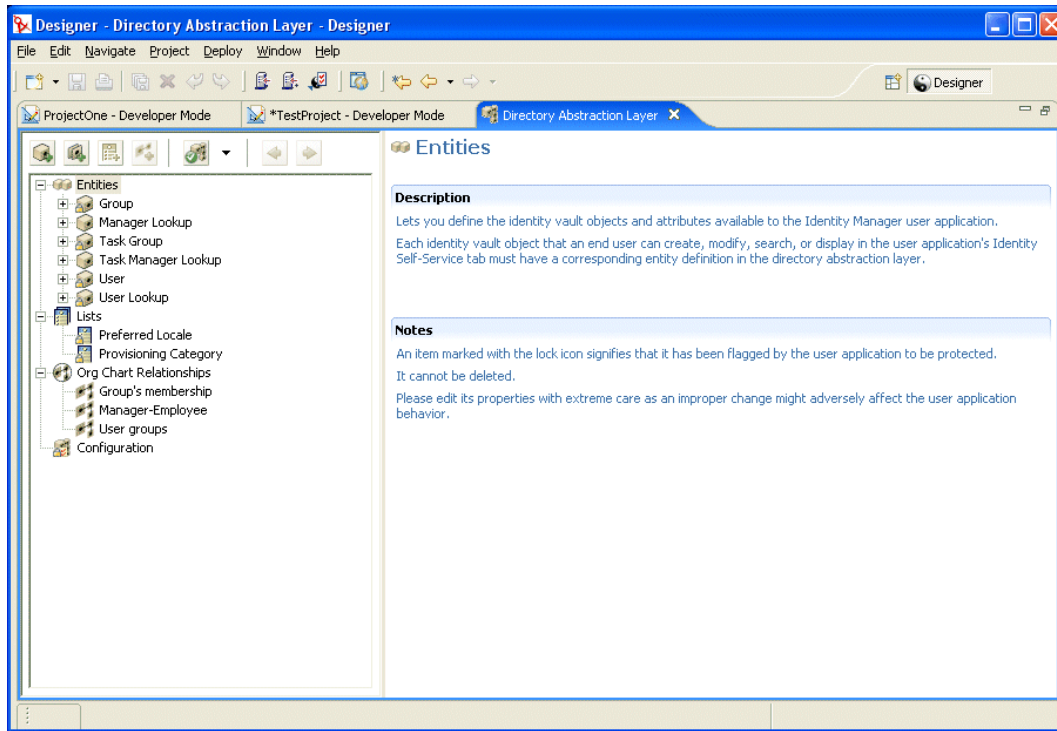 Designer - Directory Abstraction Layer - Designer
File Edit Navigate Project Deploy Window Help
Designer
ProjectOne - Developer Mode
*TestProject - Developer Mode
Directory Abstraction Layer
Entities
Group
Manager Lookup
Task Group
Task Manager Lookup
User
User Lookup
Lists
Preferred Locale
Provisioning Category
Org Chart Relationships
Group's membership
Manager-Employee
User groups
Configuration
Entities
Description
Lets you define the identity vault objects and attributes available to the Identity Manager user application.
Each identity vault object that an end user can create, modify, search, or display in the user application's Identity
Self-Service tab must have a corresponding entity definition in the directory abstraction layer.
Notes
An item marked with the lock icon signifies that it has been flagged by the user application to be protected.
It cannot be deleted.
Please edit its properties with extreme care as an improper change might adversely affect the user application
behavior.